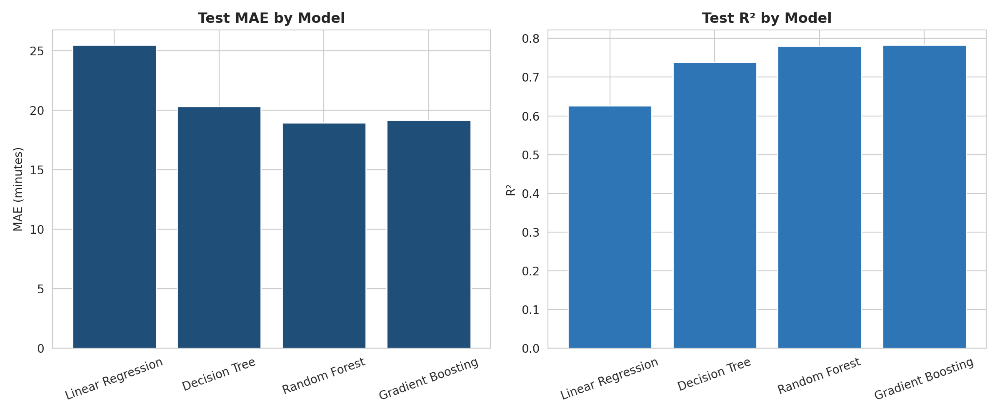 Test MAE by Model
MAE (minutes)
25
20
15
10
5
0
Linear Regression
Decision Tree
Random Forest
Gradient Boosting
Test R² by Model
R²
0.8
0.7
0.6
0.5
0.4
0.3
0.2
0.1
0.0
Linear Regression
Decision Tree
Random Forest
Gradient Boosting